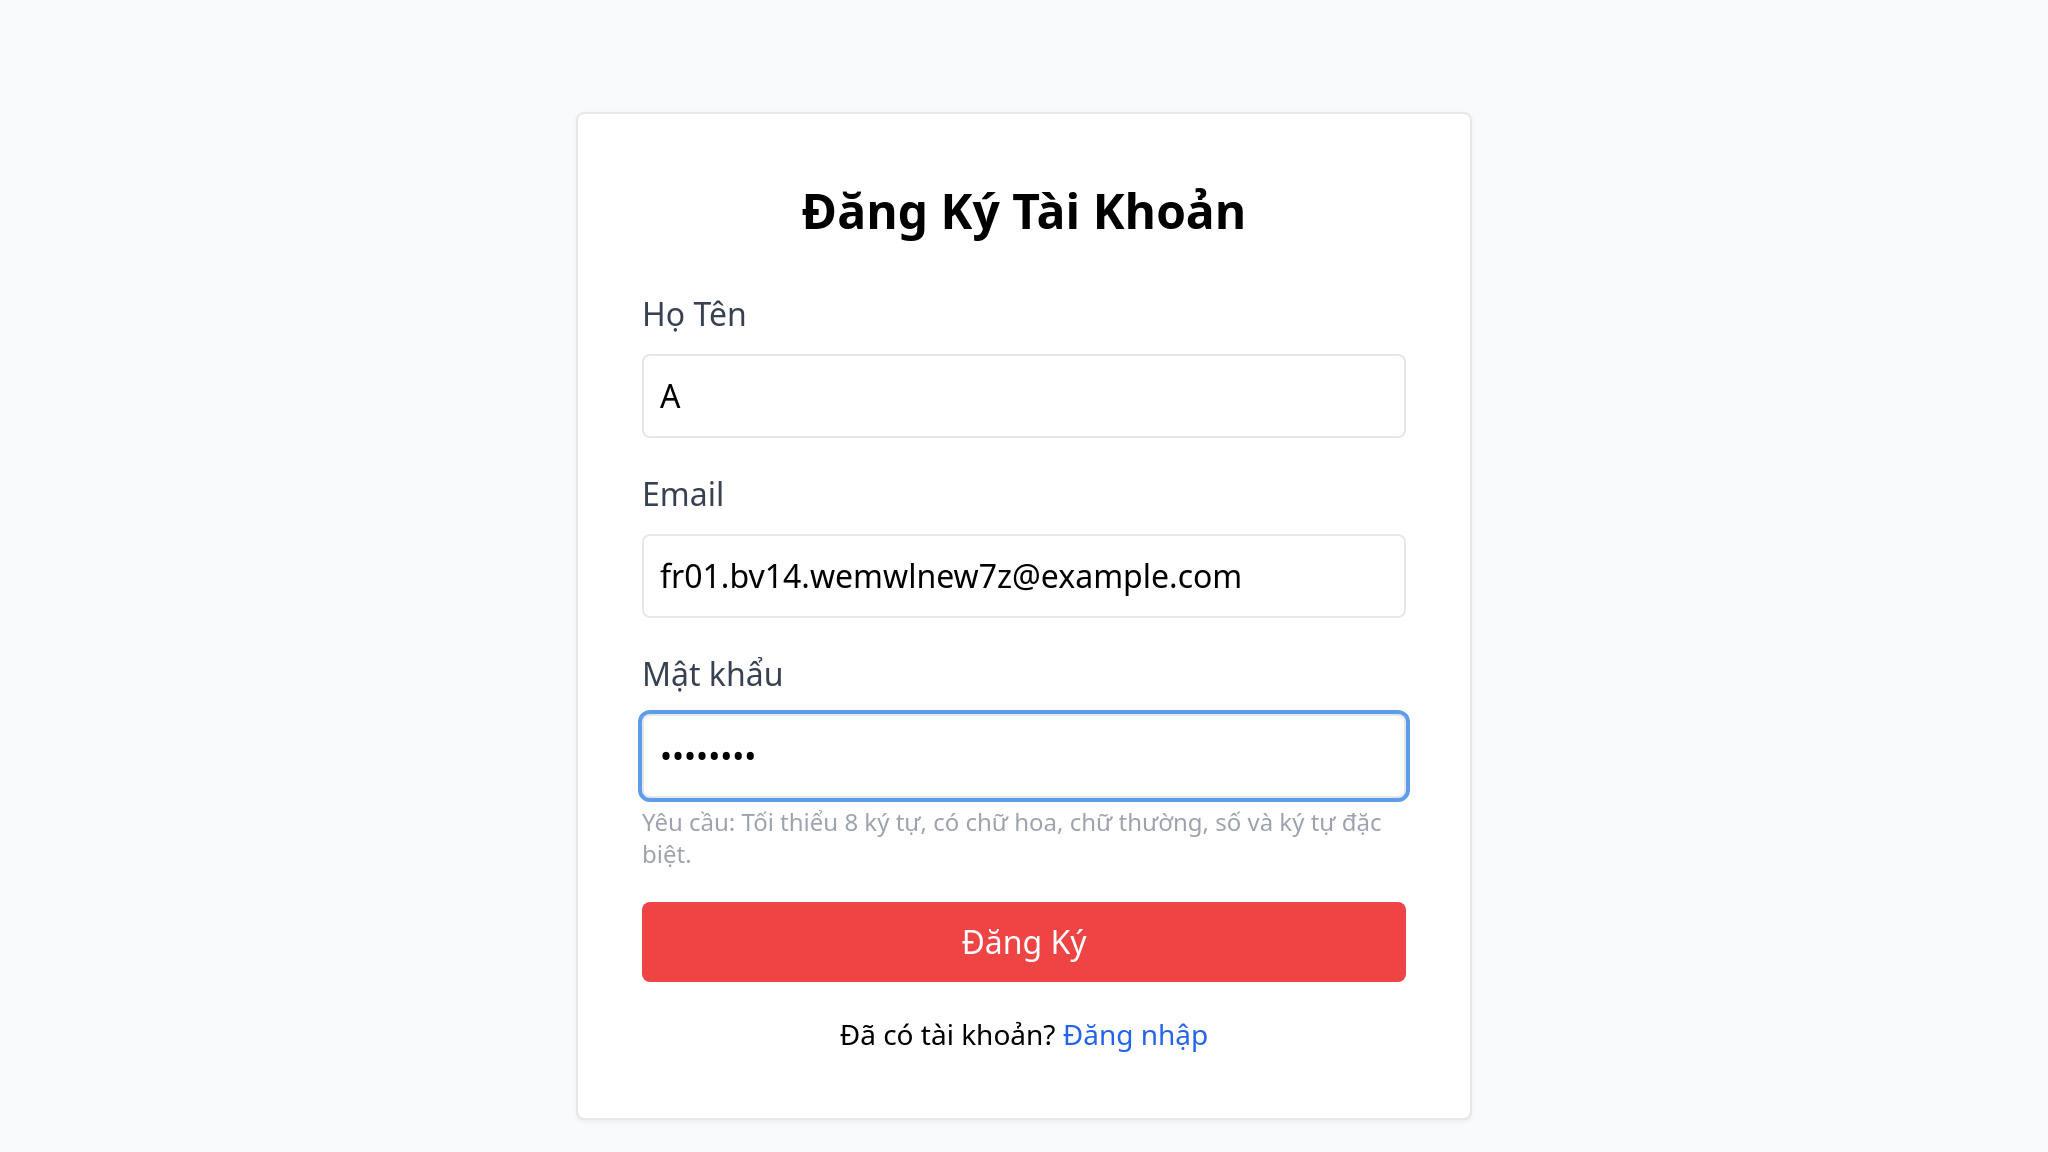 Đăng Ký Tài Khoản
Họ Tên
A
Email
fr01.bv14.wemwlnew7z@example.com
Mật khẩu
••••••••
Yêu cầu: Tối thiểu 8 ký tự, có chữ hoa, chữ thường, số và ký tự đặc
biệt.
Đăng Ký
Đã có tài khoản? Đăng nhập